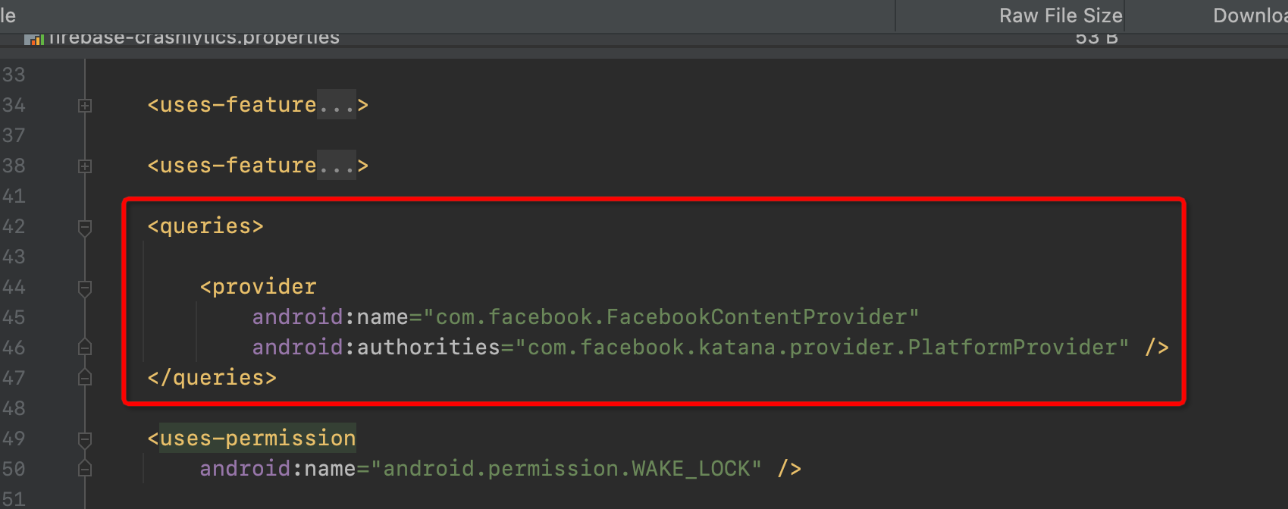 le Raw File Size
firebase-crashlytics.properties 53 B
33
34 <uses-feature...>
37
38 <uses-feature...>
41
42 <queries>
43
44 <provider
45 android:name="com.facebook.FacebookContentProvider"
46 android:authorities="com.facebook.katana.provider.PlatformProvider" />
47 </queries>
48
49 <uses-permission
50 android:name="android.permission.WAKE_LOCK" />
51